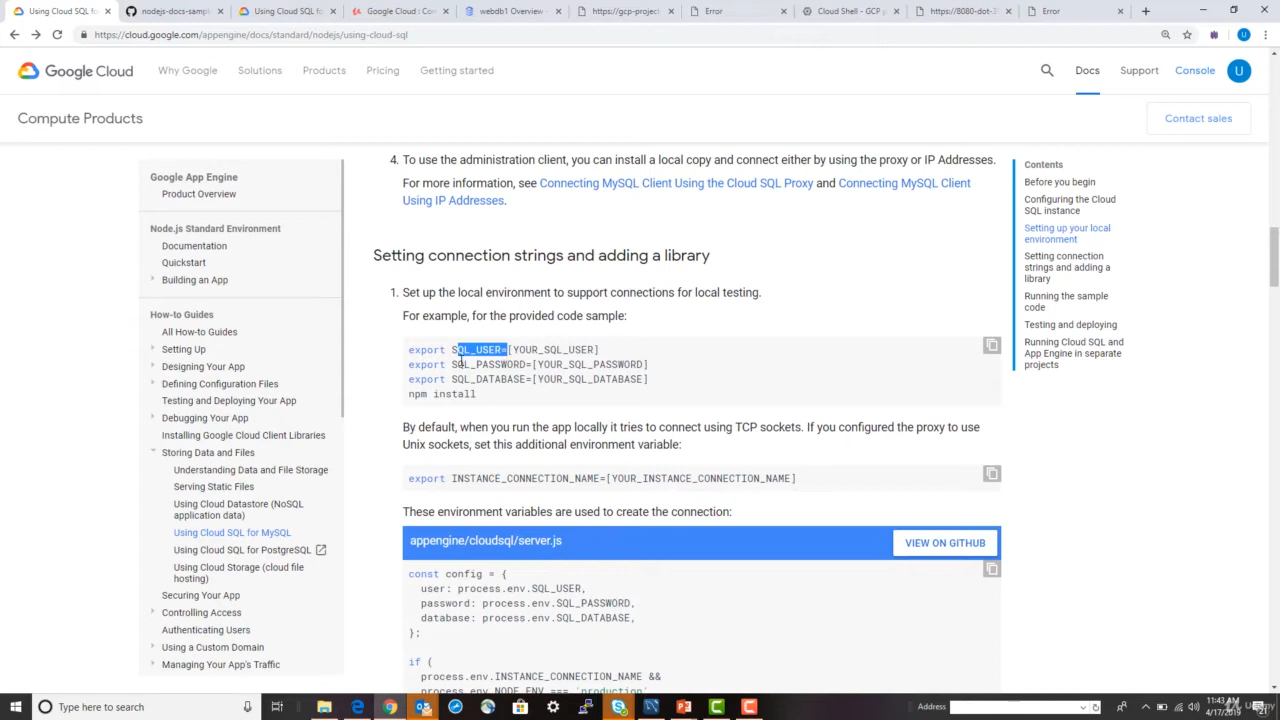 Using Cloud SQL for
nodejs-docs-sampl
Using Cloud SQL for
Google Cloud : Con
webdb1 Overview
https://gcp-project
Error
Cloud Shell - GCP p
https://8080-dot-3
Error
https://cloud.google.com/appengine/docs/standard/nodejs/using-cloud-sql
U
Google Cloud
Why Google
Solutions
Products
Pricing
Getting started
Docs
Support
Console
U
Compute Products
Contact sales
Google App Engine
Product Overview
Node.js Standard Environment
Documentation
Quickstart
Building an App
How-to Guides
All How-to Guides
Setting Up
Designing Your App
Defining Configuration Files
Testing and Deploying Your App
Debugging Your App
Installing Google Cloud Client Libraries
Storing Data and Files
Understanding Data and File Storage
Serving Static Files
Using Cloud Datastore (NoSQL
application data)
Using Cloud SQL for MySQL
Using Cloud SQL for PostgreSQL
Using Cloud Storage (cloud file
hosting)
Securing Your App
Controlling Access
Authenticating Users
Using a Custom Domain
Managing Your App's Traffic
4. To use the administration client, you can install a local copy and connect either by using the proxy or IP Addresses.
For more information, see Connecting MySQL Client Using the Cloud SQL Proxy and Connecting MySQL Client
Using IP Addresses.
Setting connection strings and adding a library
1. Set up the local environment to support connections for local testing.
For example, for the provided code sample:
export SQL_USER=[YOUR_SQL_USER]
export SQL_PASSWORD=[YOUR_SQL_PASSWORD]
export SQL_DATABASE=[YOUR_SQL_DATABASE]
npm install
By default, when you run the app locally it tries to connect using TCP sockets. If you configured the proxy to use
Unix sockets, set this additional environment variable:
export INSTANCE_CONNECTION_NAME=[YOUR_INSTANCE_CONNECTION_NAME]
These environment variables are used to create the connection:
appengine/cloudsql/server.js
VIEW ON GITHUB
const config = {
user: process.env.SQL_USER,
password: process.env.SQL_PASSWORD,
database: process.env.SQL_DATABASE,
};
if (
process.env.INSTANCE_CONNECTION_NAME &&
process.env.NODE_ENV === 'production'
Contents
Before you begin
Configuring the Cloud
SQL instance
Setting up your local
environment
Setting connection
strings and adding a
library
Running the sample
code
Testing and deploying
Running Cloud SQL and
App Engine in separate
projects
Type here to search
Address
11:43 AM
4/17/2019
Udemy